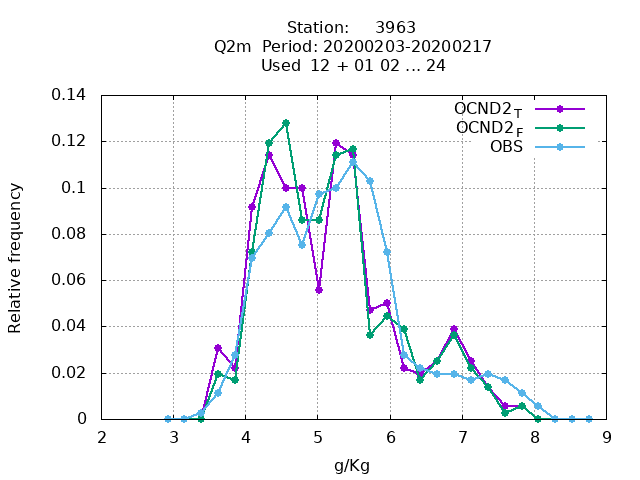 Station:     3963
Q2m  Period: 20200203-20200217
Used  12 + 01 02 ... 24
OCND2_T
OCND2_F
OBS
0.14
0.12
0.1
0.08
0.06
0.04
0.02
0
Relative frequency
2 3 4 5 6 7 8 9
g/Kg